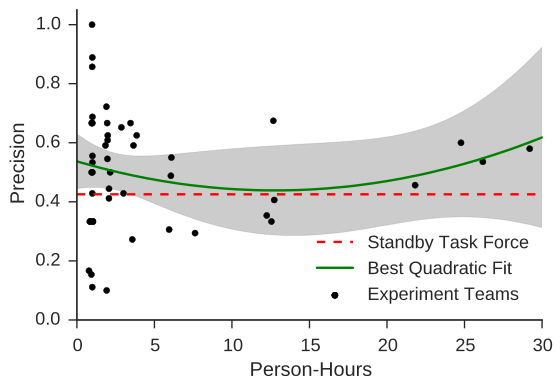 1.0
0.8
0.6
0.4
0.2
0.0
Precision
Standby Task Force
Best Quadratic Fit
Experiment Teams
0 5 10 15 20 25 30
Person-Hours